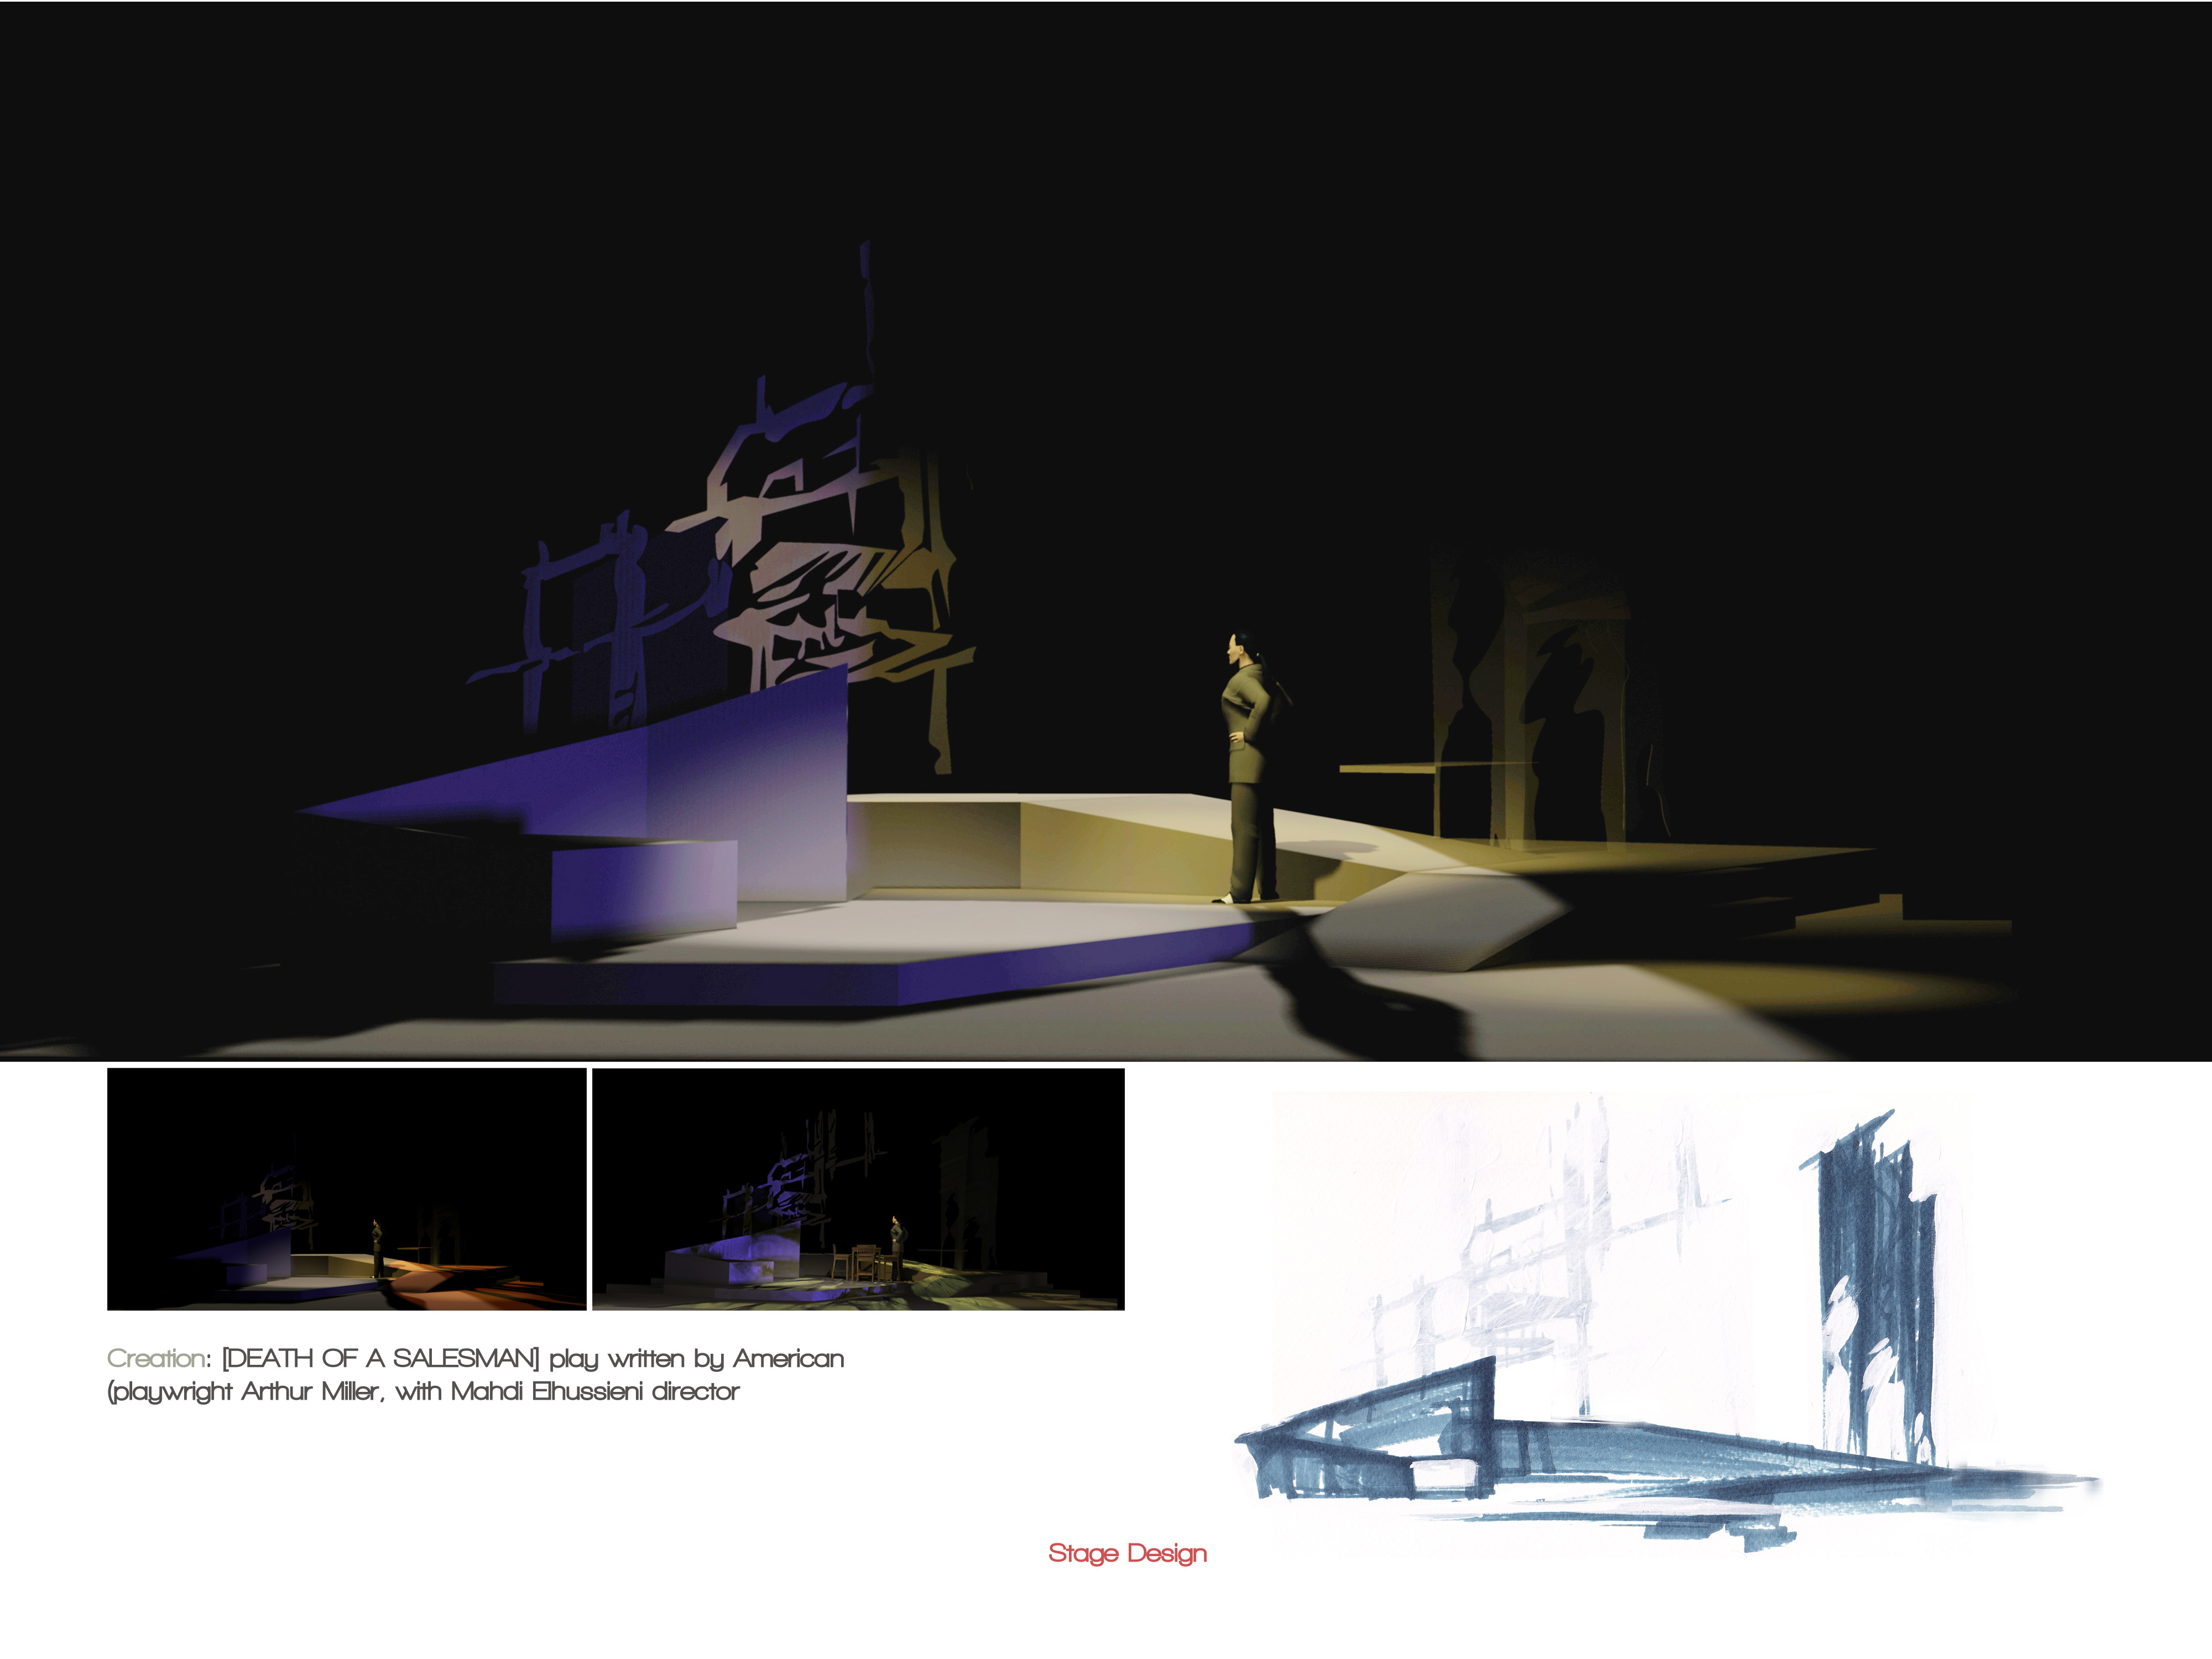 Creation: [DEATH OF A SALESMAN] play written by American
(playwright Arthur Miller, with Mahdi Elhussieni director
Stage Design